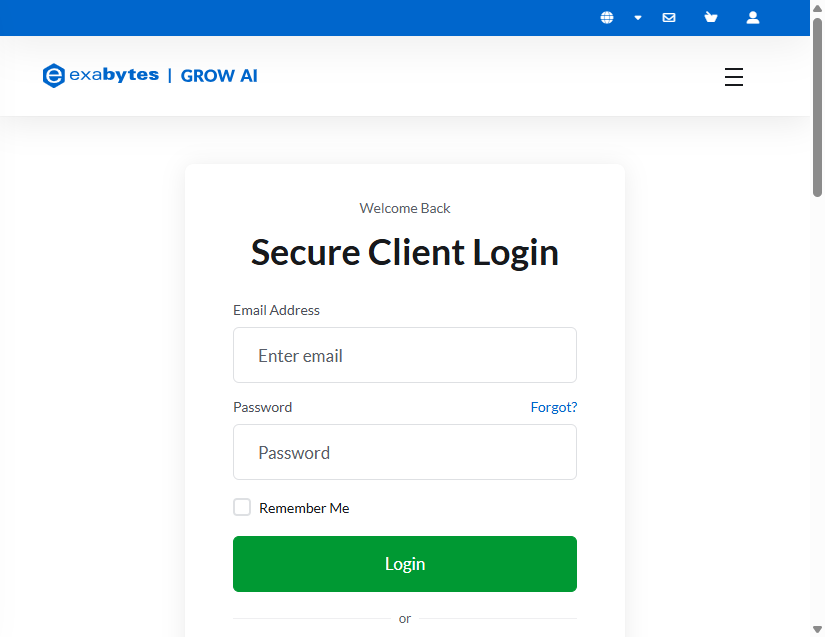 exabytes | GROW AI
Welcome Back
Secure Client Login
Email Address
Enter email
Password Forgot?
Password
Remember Me
Login
or